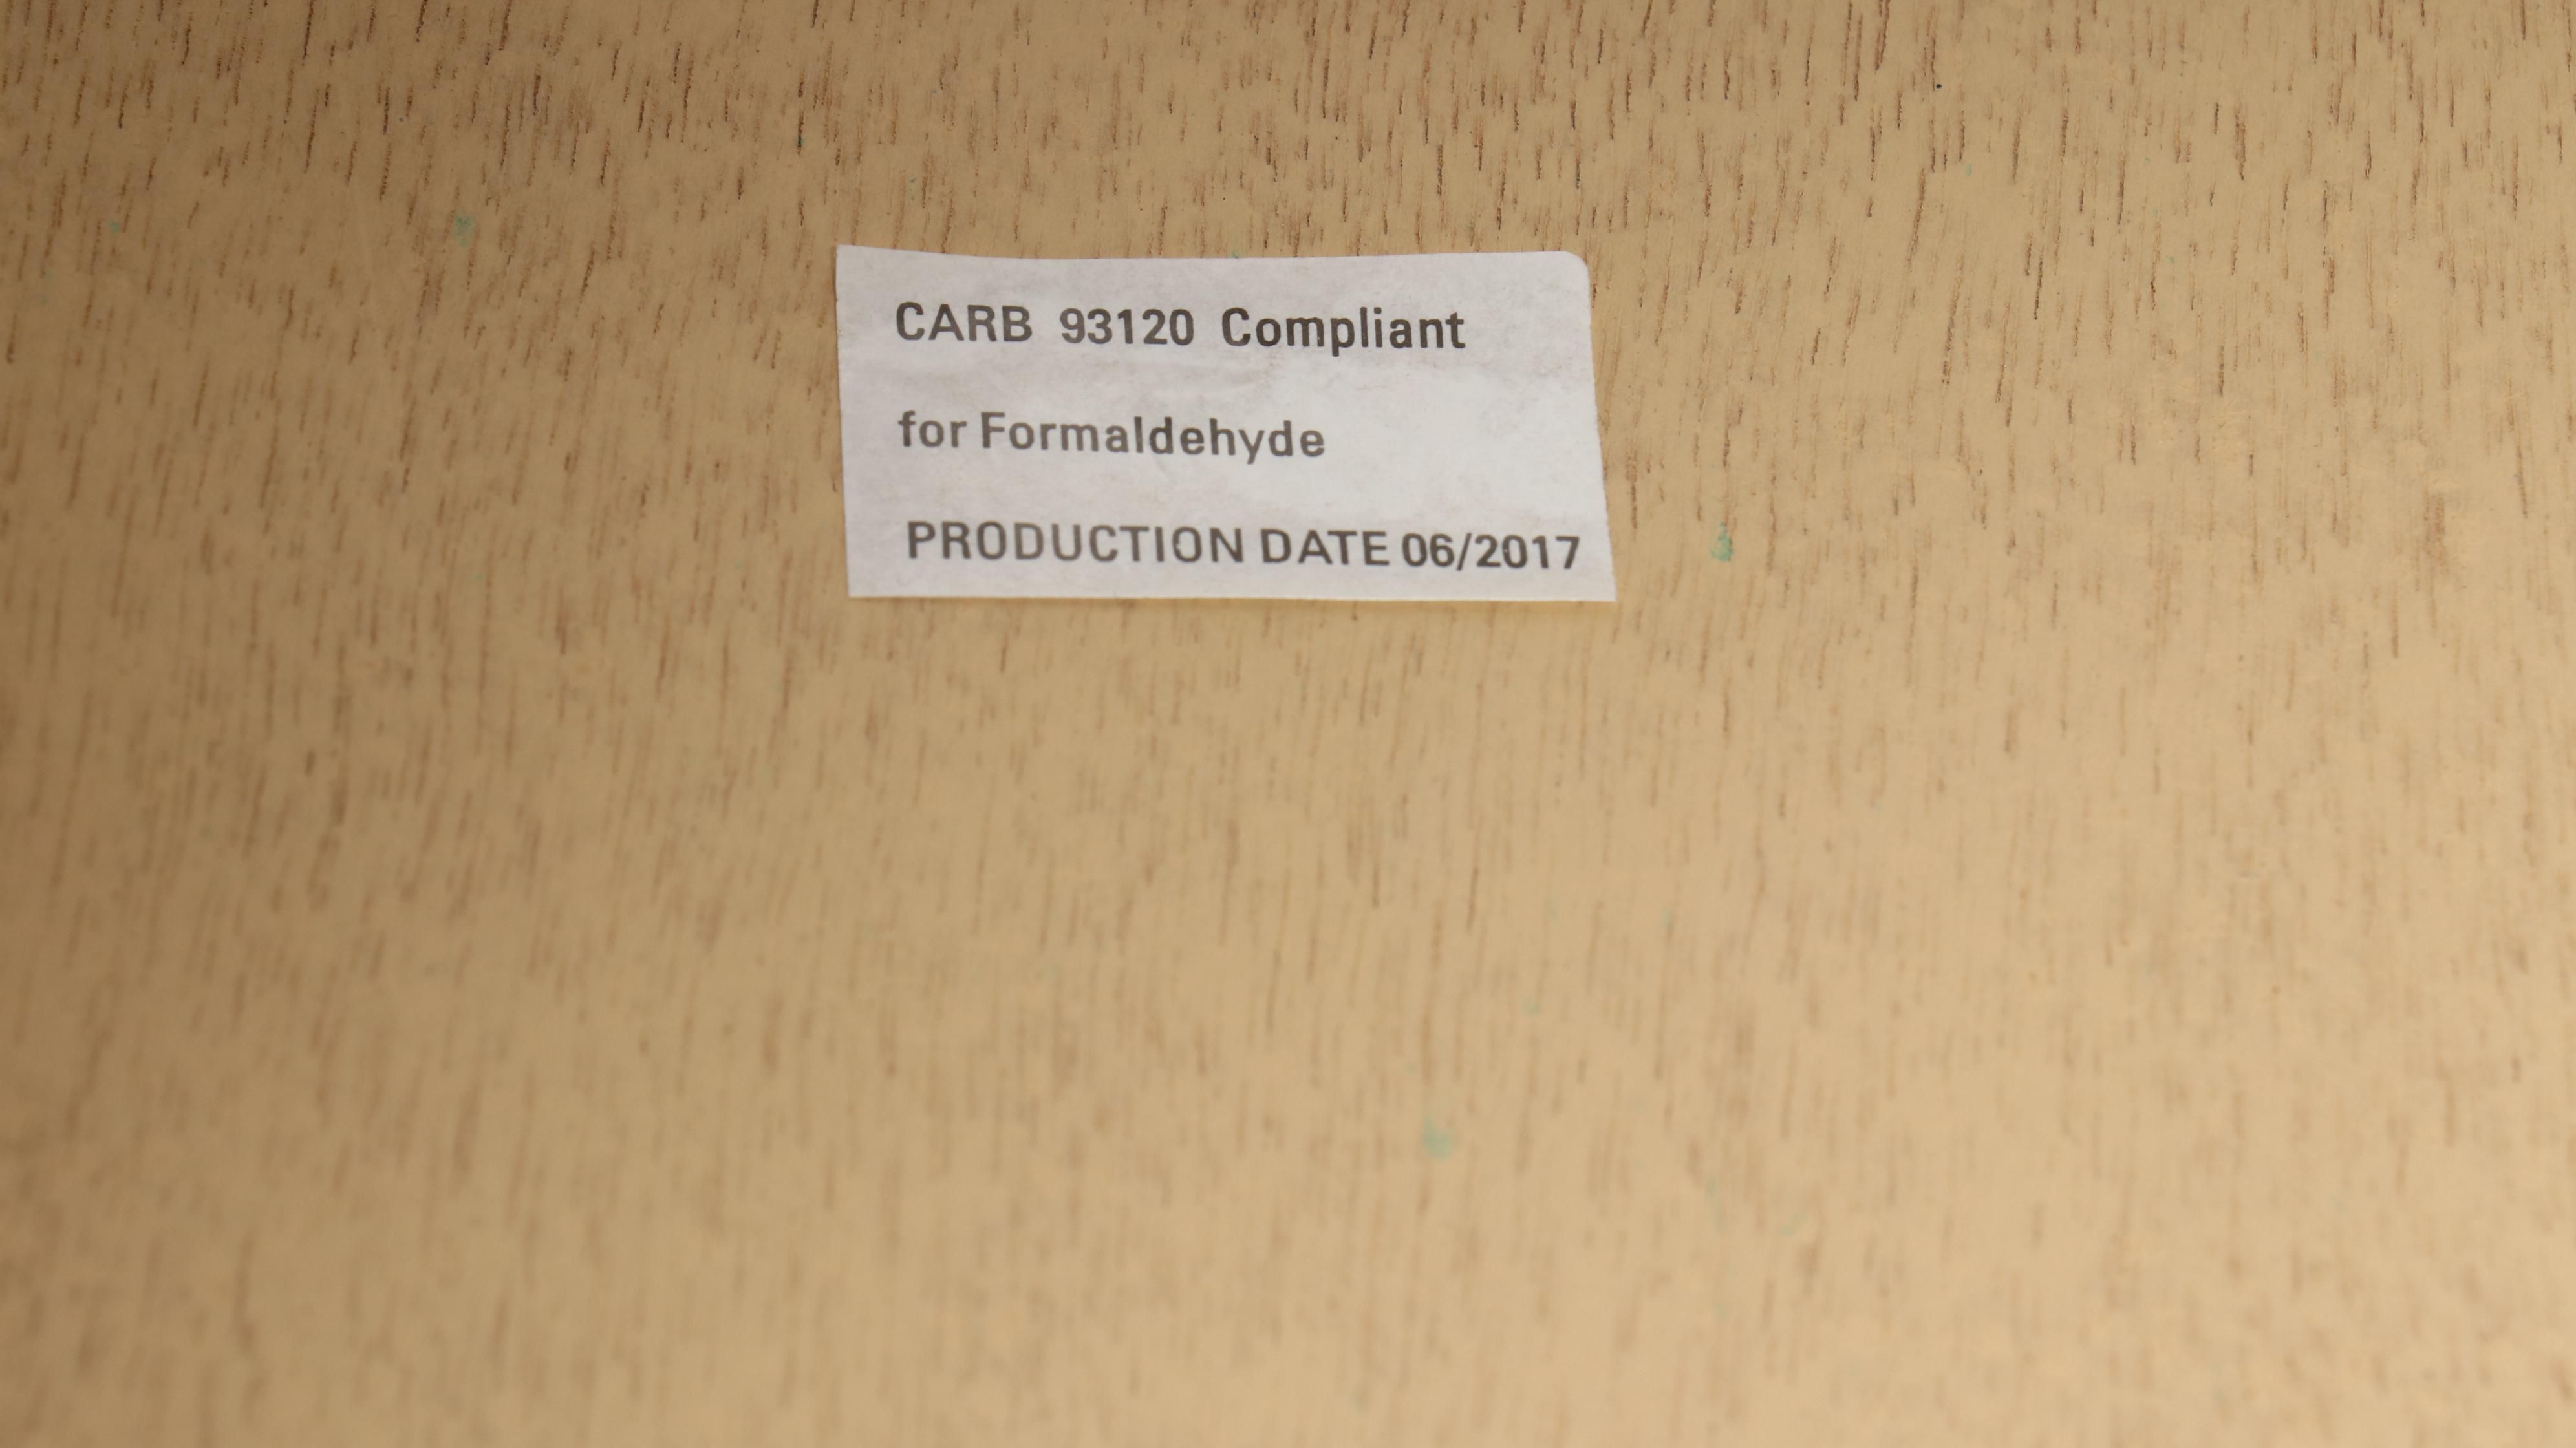 CARB 93120 Compliant
for Formaldehyde
PRODUCTION DATE 06/2017